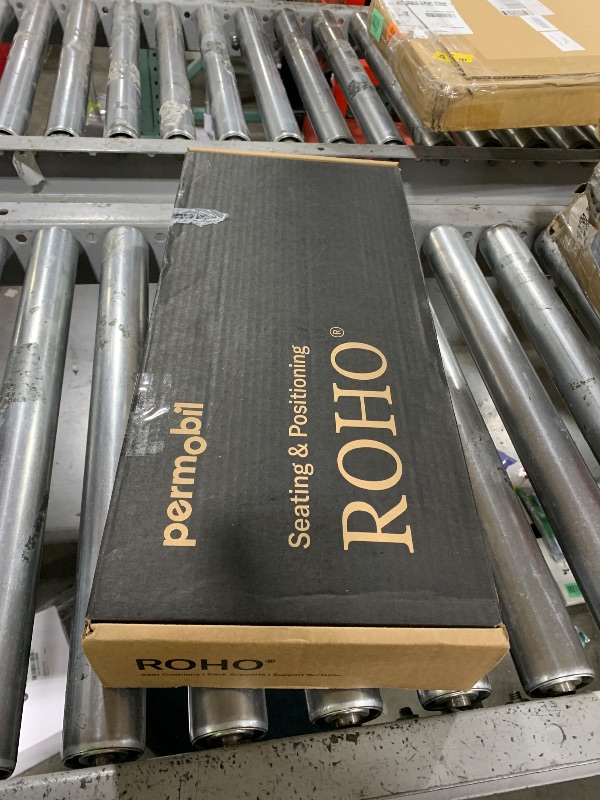 permobil
Seating & Positioning
ROHO®
ROHO®
Seat Cushions | Back Supports | Support Surfaces